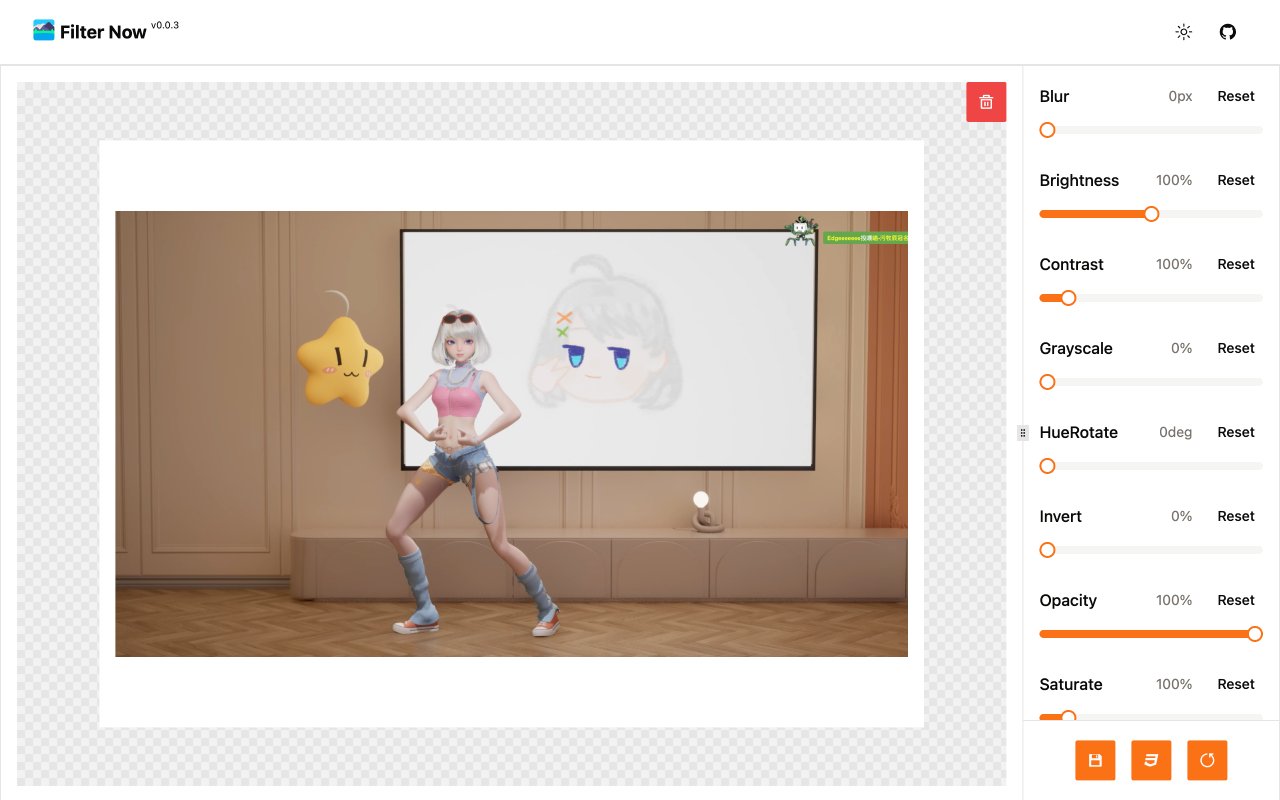 Filter Now v0.0.3
Blur 0px Reset
Brightness 100% Reset
Contrast 100% Reset
Grayscale 0% Reset
HueRotate 0deg Reset
Invert 0% Reset
Opacity 100% Reset
Saturate 100% Reset